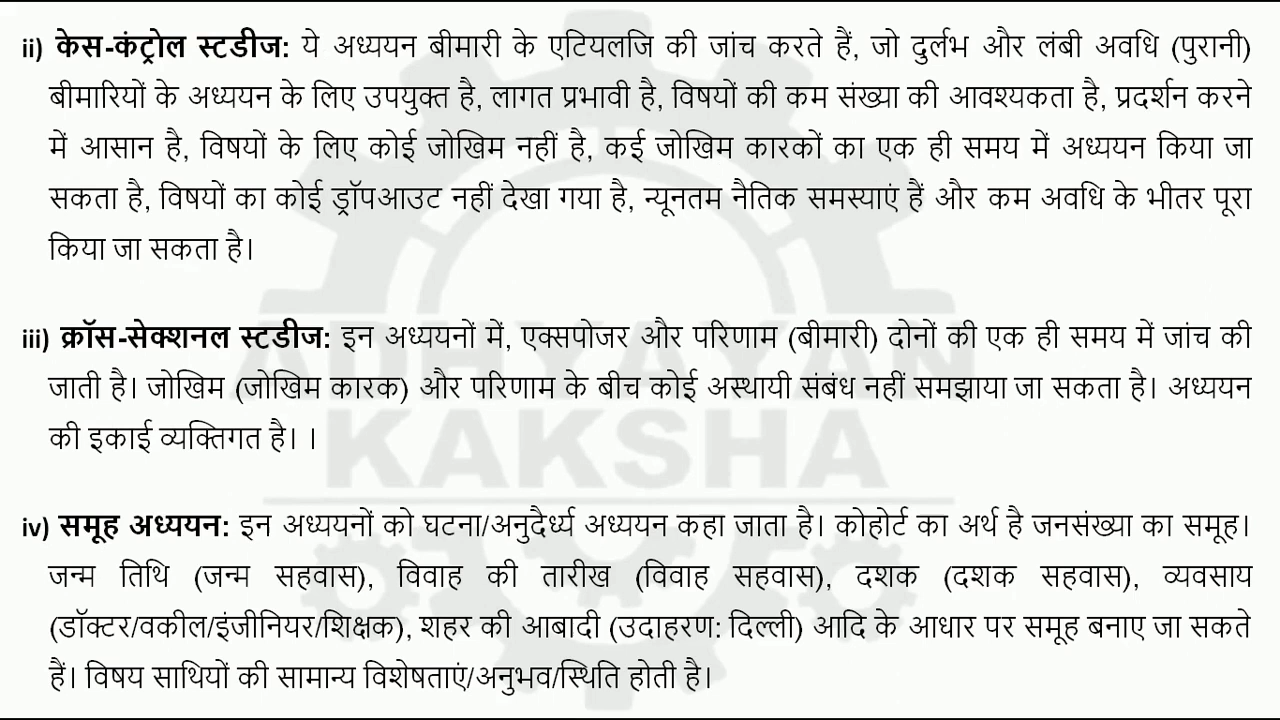 ii) केस-कंट्रोल स्टडीज: ये अध्ययन बीमारी के एटियलजि की जांच करते हैं, जो दुर्लभ और लंबी अवधि (पुरानी)
बीमारियों के अध्ययन के लिए उपयुक्त है, लागत प्रभावी है, विषयों की कम संख्या की आवश्यकता है, प्रदर्शन करने
में आसान है, विषयों के लिए कोई जोखिम नहीं है, कई जोखिम कारकों का एक ही समय में अध्ययन किया जा
सकता है, विषयों का कोई ड्रॉपआउट नहीं देखा गया है, न्यूनतम नैतिक समस्याएं हैं और कम अवधि के भीतर पूरा
किया जा सकता है।
iii) क्रॉस-सेक्शनल स्टडीज: इन अध्ययनों में, एक्सपोजर और परिणाम (बीमारी) दोनों की एक ही समय में जांच की
जाती है। जोखिम (जोखिम कारक) और परिणाम के बीच कोई अस्थायी संबंध नहीं समझाया जा सकता है। अध्ययन
की इकाई व्यक्तिगत है। ।
iv) समूह अध्ययन: इन अध्ययनों को घटना/अनुदैर्ध्य अध्ययन कहा जाता है। कोहोर्ट का अर्थ है जनसंख्या का समूह।
जन्म तिथि (जन्म सहवास), विवाह की तारीख (विवाह सहवास), दशक (दशक सहवास), व्यवसाय
(डॉक्टर/वकील/इंजीनियर/शिक्षक), शहर की आबादी (उदाहरण: दिल्ली) आदि के आधार पर समूह बनाए जा सकते
हैं। विषय साथियों की सामान्य विशेषताएं/अनुभव/स्थिति होती है।
ADHYAYAN
KAKSHA